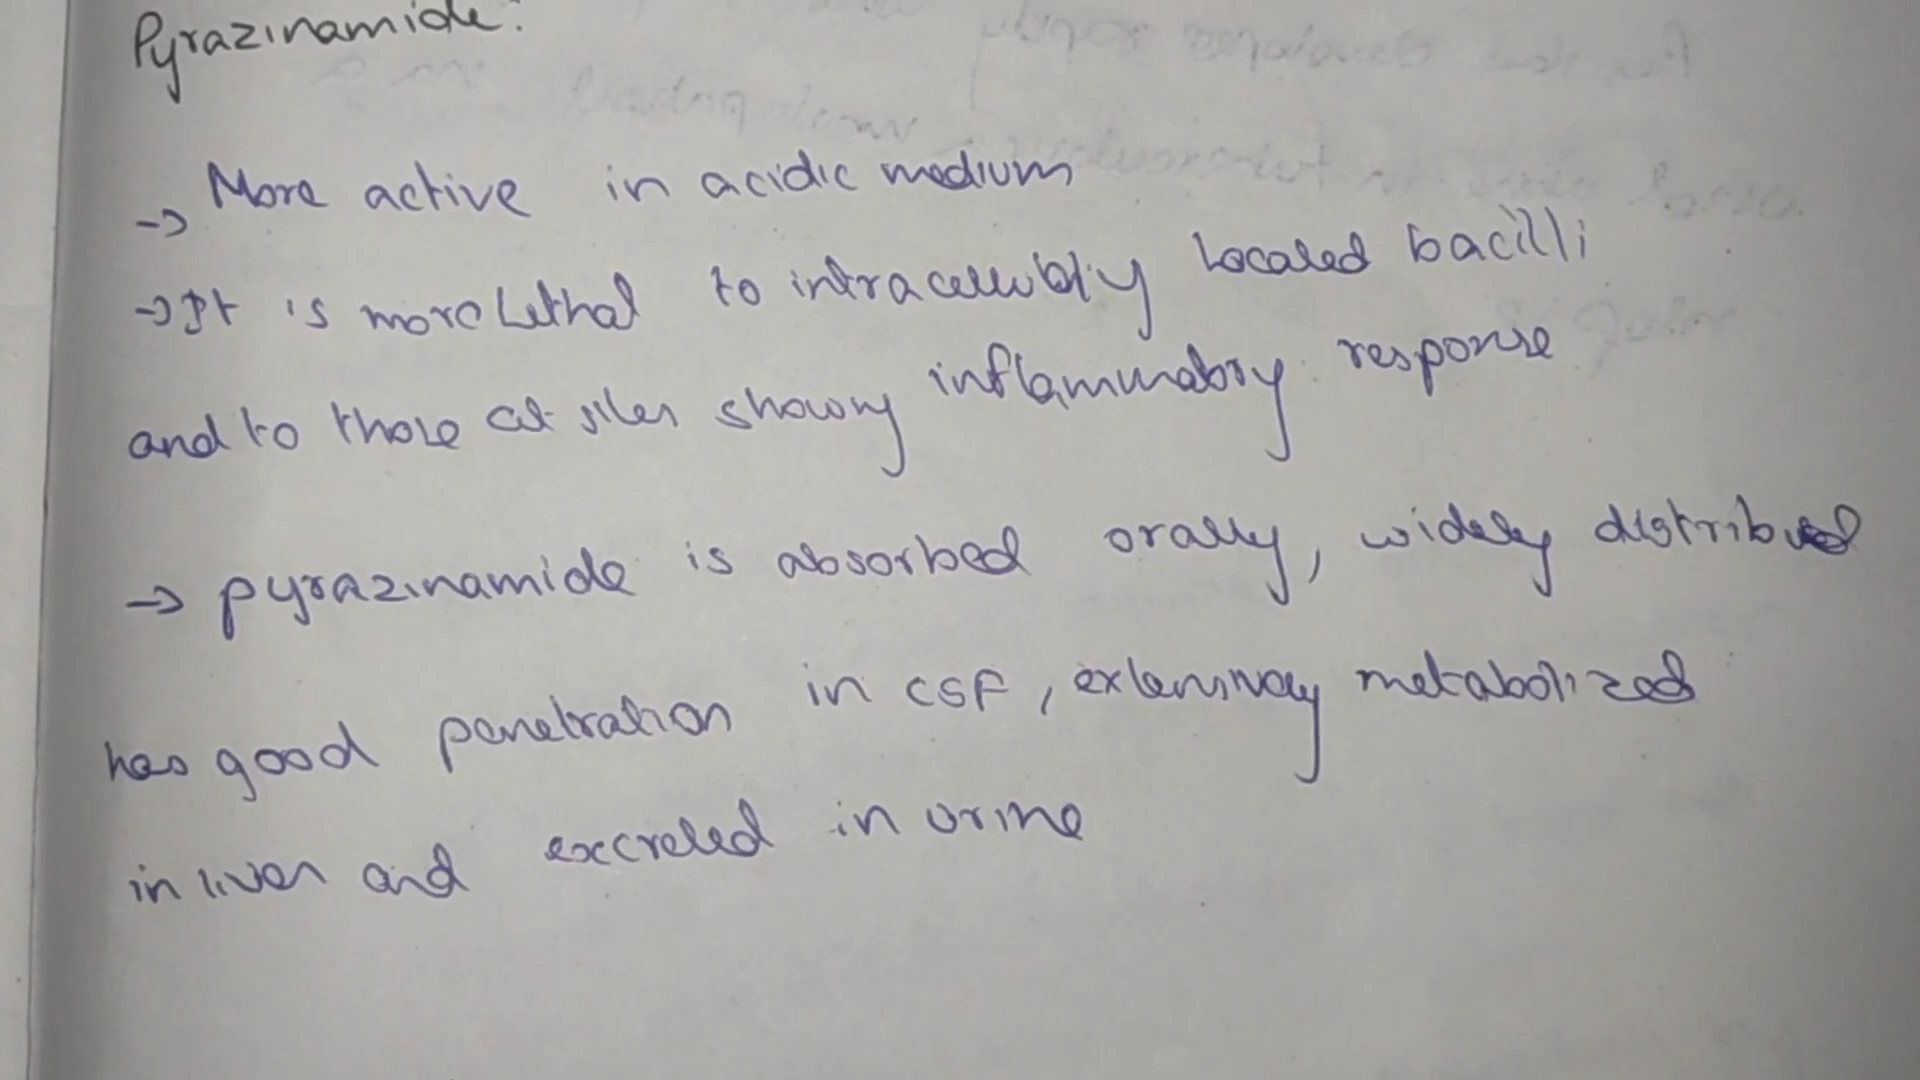 Pyrazinamide:
→ More active in acidic medium
→ It is more Lethal to intracellubly Located bacilli
and to those at sites showing inflammatory response
→ pyrazinamide is absorbed orally, widely distributed
has good penetration in CSF, extensively metabolized
in liver and excreted in urine